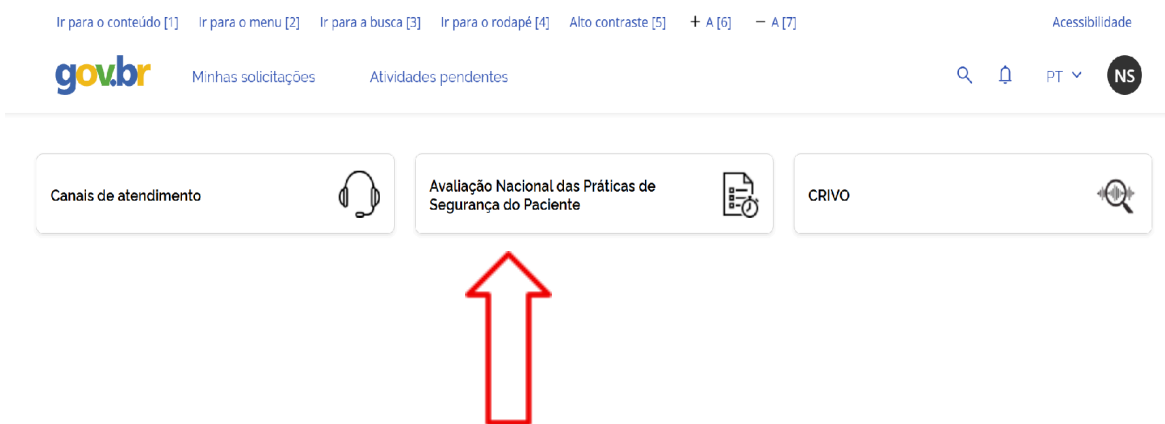 Ir para o conteúdo [1] Ir para o menu [2] Ir para a busca [3] Ir para o rodapé [4] Alto contraste [5] + A [6] − A [7] Acessibilidade
gov.br Minhas solicitações Atividades pendentes PT NS
Canais de atendimento
Avaliação Nacional das Práticas de
Segurança do Paciente
CRIVO